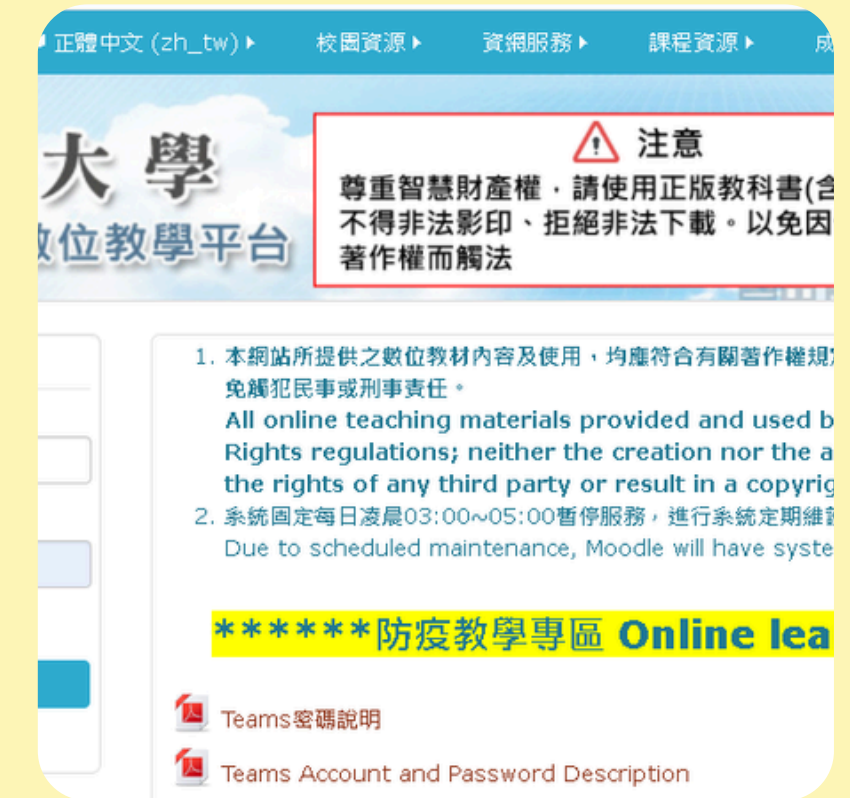 正體中文 (zh_tw) 校園資源 資網服務 課程資源
大學
位教學平台
注意
尊重智慧財產權，請使用正版教科書(含
不得非法影印、拒絕非法下載。以免因
著作權而觸法
1. 本網站所提供之數位教材內容及使用，均應符合有關著作權規
免觸犯民事或刑事責任。
All online teaching materials provided and used b
Rights regulations; neither the creation nor the a
the rights of any third party or result in a copyrig
2. 系統固定每日凌晨03:00~05:00暫停服務，進行系統定期維
Due to scheduled maintenance, Moodle will have syste
******防疫教學專區 Online lea
Teams密碼說明
Teams Account and Password Description